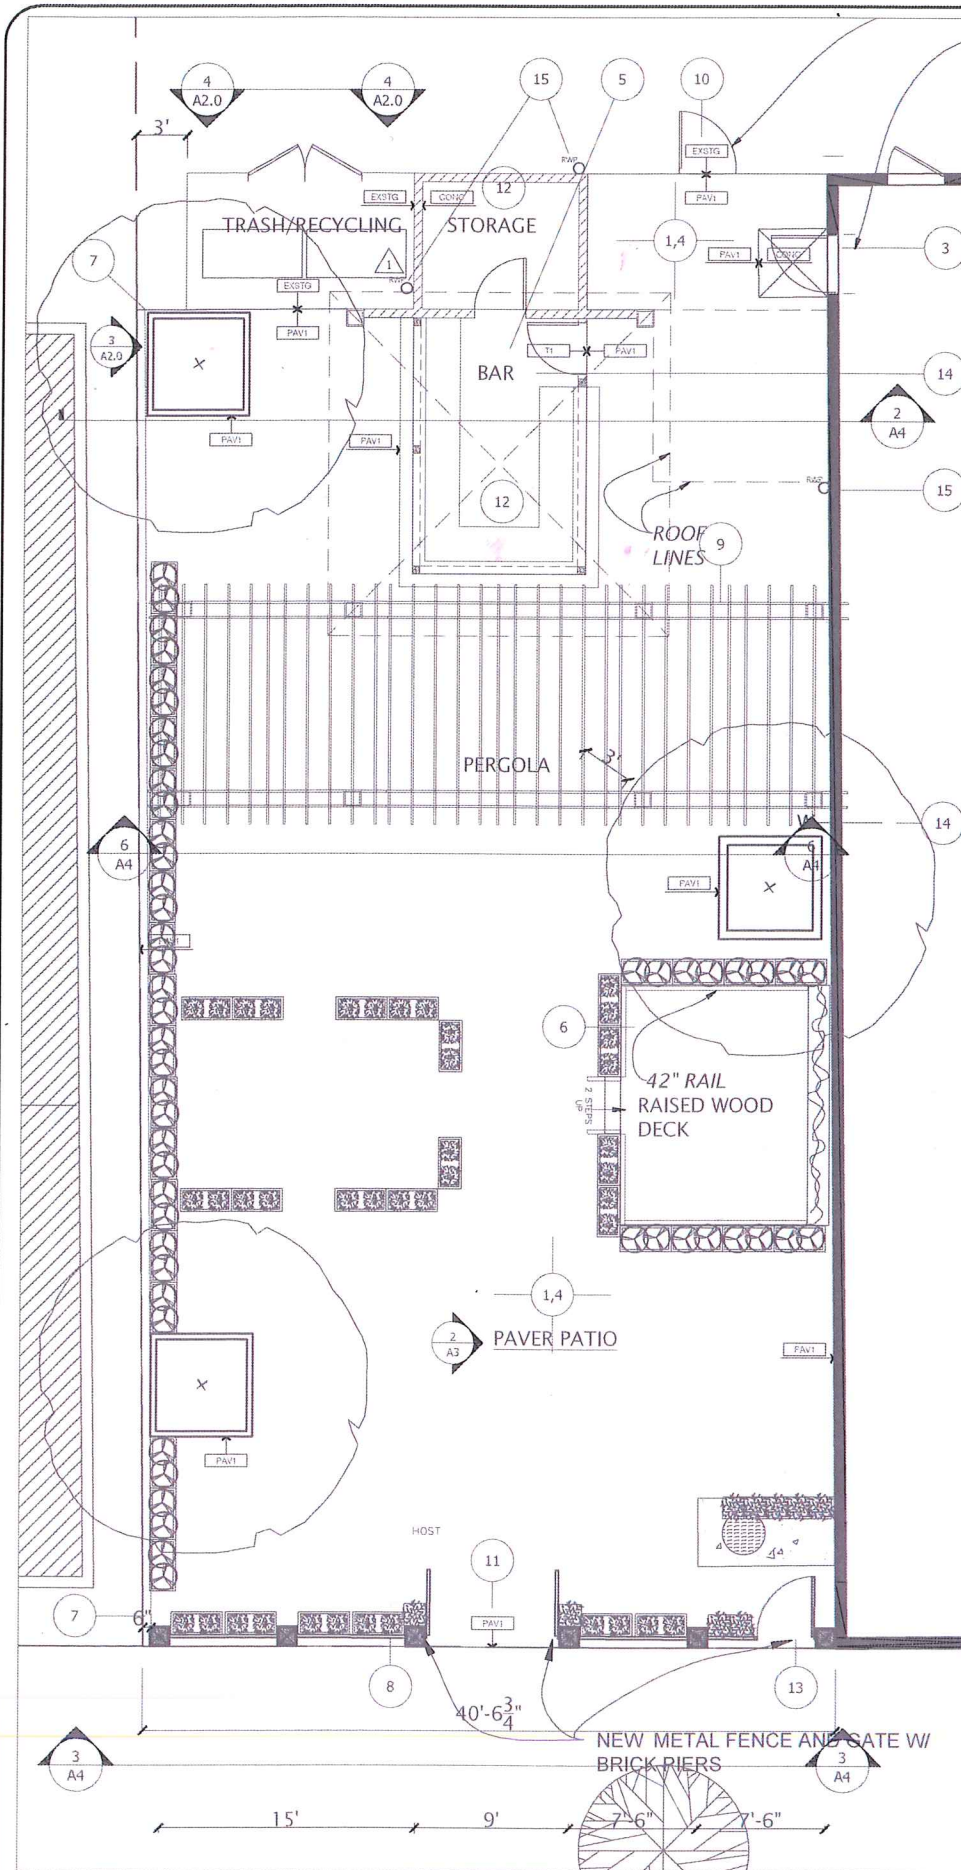 4
A2.0
4
A2.0
15
5
10
3'
RWP
EXSTG
PAV1
12
EXSTG
CONC
TRASH/RECYCLING
STORAGE
1,4
3
PAV1
CONC
7
1
RWP
EXSTG
PAV1
3
A2.0
T1
PAV1
BAR
14
2
A4
PAV1
PAV1
RWP
15
12
ROOF
LINES
9
PERGOLA
3'
14
6
A4
6
A4
PAV1
PAV1
6
42" RAIL
RAISED WOOD
DECK
2 STEPS
UP
1,4
2
A3
PAVER PATIO
PAV1
PAV1
HOST
11
7
6"
PAV1
8
13
40'-6 3/4"
NEW METAL FENCE AND GATE W/
BRICK PIERS
3
A4
3
A4
15'
9'
7'-6"
7'-6"